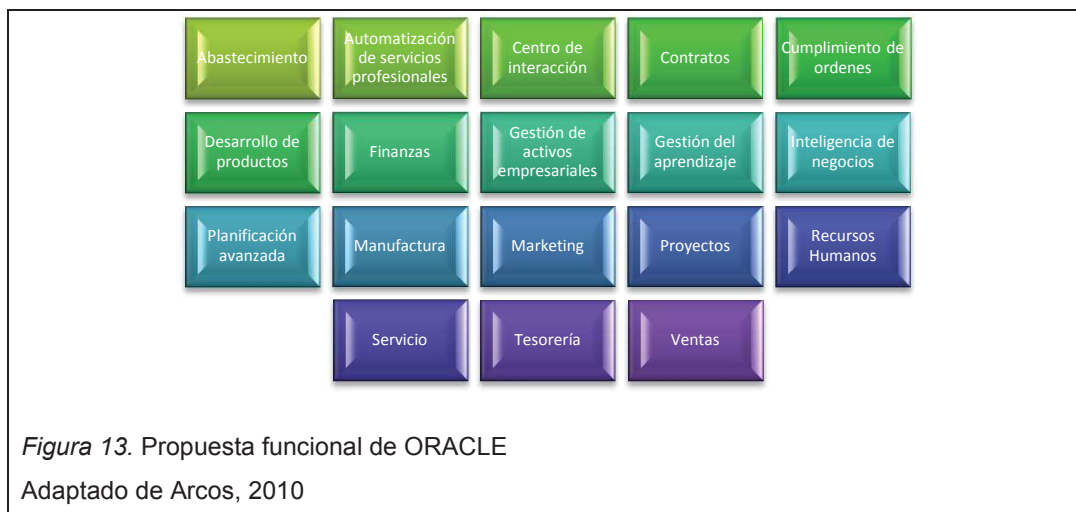 Abastecimiento
Automatización
de servicios
profesionales
Centro de
interacción
Contratos
Cumplimiento de
ordenes
Desarrollo de
productos
Finanzas
Gestión de
activos
empresariales
Gestión del
aprendizaje
Inteligencia de
negocios
Planificación
avanzada
Manufactura
Marketing
Proyectos
Recursos
Humanos
Servicio
Tesorería
Ventas
Figura 13. Propuesta funcional de ORACLE
Adaptado de Arcos, 2010